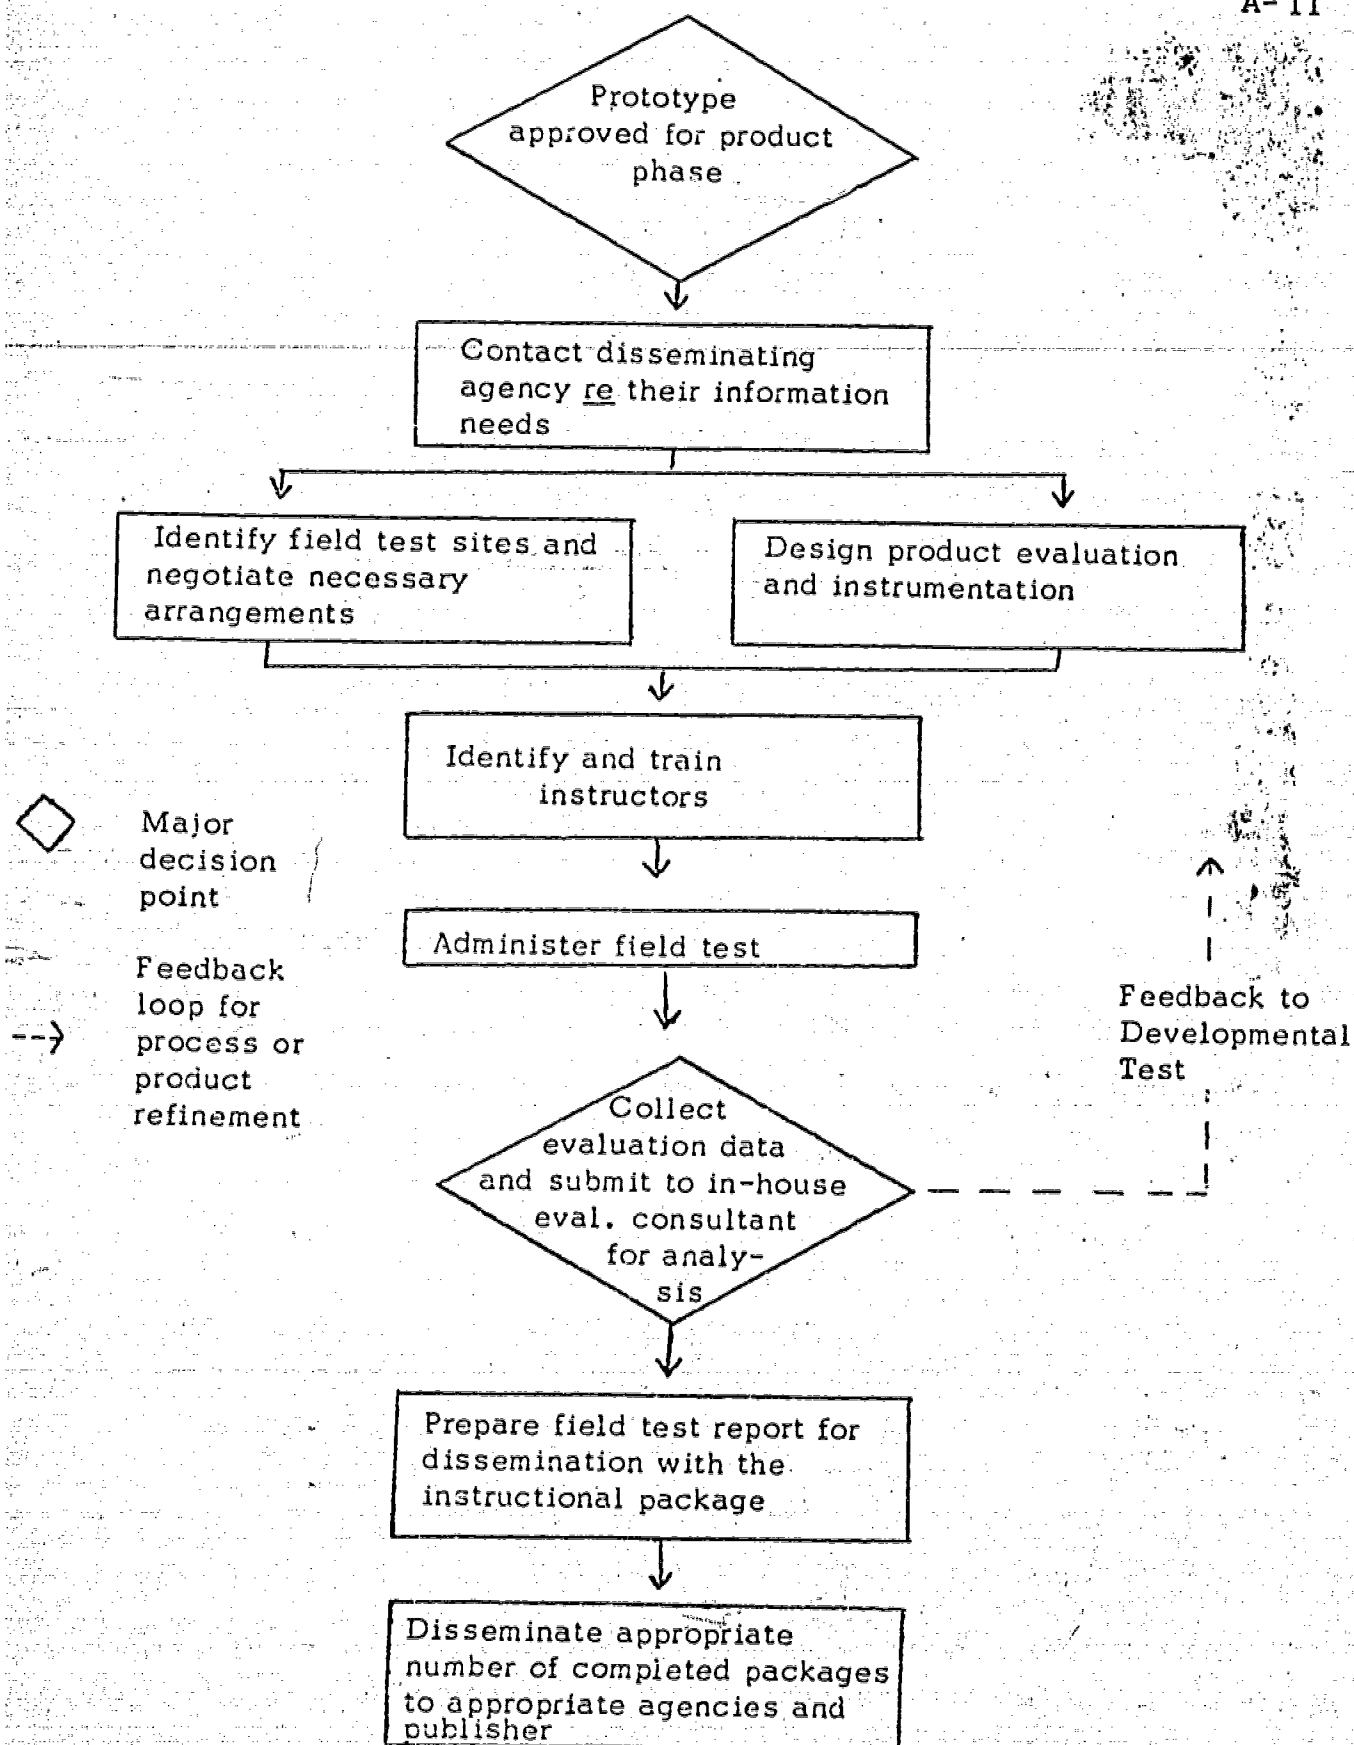 A-11
Prototype
approved for product
phase
Contact disseminating
agency re their information
needs
Identify field test sites and
negotiate necessary
arrangements
Design product evaluation
and instrumentation
Identify and train
instructors
Major
decision
point
Administer field test
Feedback
loop for
process or
product
refinement
Feedback to
Developmental
Test
Collect
evaluation data
and submit to in-house
eval. consultant
for analy-
sis
Prepare field test report for
dissemination with the
instructional package
Disseminate appropriate
number of completed packages
to appropriate agencies and
publisher